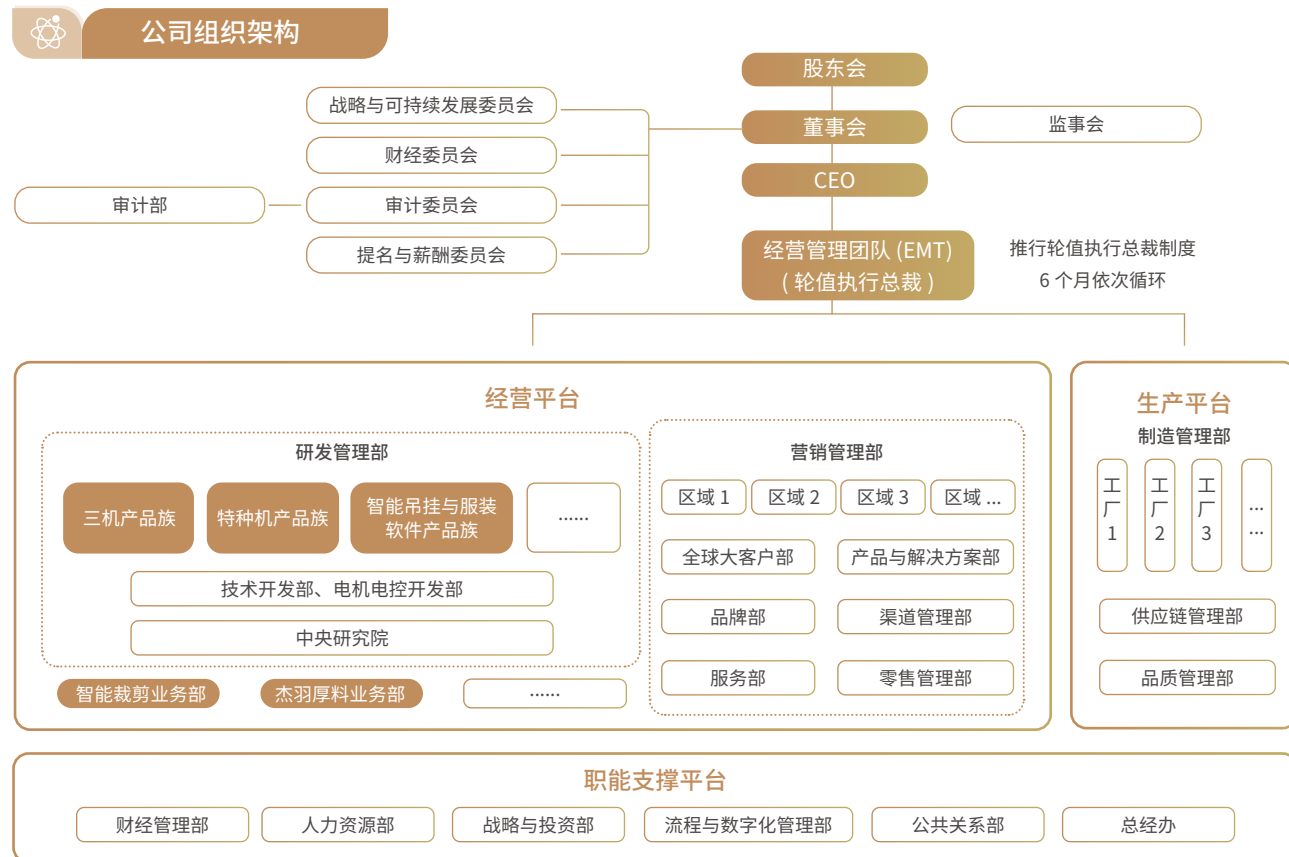 公司组织架构
股东会
战略与可持续发展委员会
董事会
监事会
财经委员会
CEO
审计部
审计委员会
提名与薪酬委员会
经营管理团队 (EMT)
( 轮值执行总裁 )
推行轮值执行总裁制度
6 个月依次循环
经营平台
研发管理部
三机产品族
特种机产品族
智能吊挂与服装
软件产品族
......
技术开发部、电机电控开发部
中央研究院
智能裁剪业务部
杰羽厚料业务部
......
营销管理部
区域 1
区域 2
区域 3
区域 ...
全球大客户部
产品与解决方案部
品牌部
渠道管理部
服务部
零售管理部
生产平台
制造管理部
工厂1
工厂2
工厂3
......
供应链管理部
品质管理部
职能支撑平台
财经管理部
人力资源部
战略与投资部
流程与数字化管理部
公共关系部
总经办